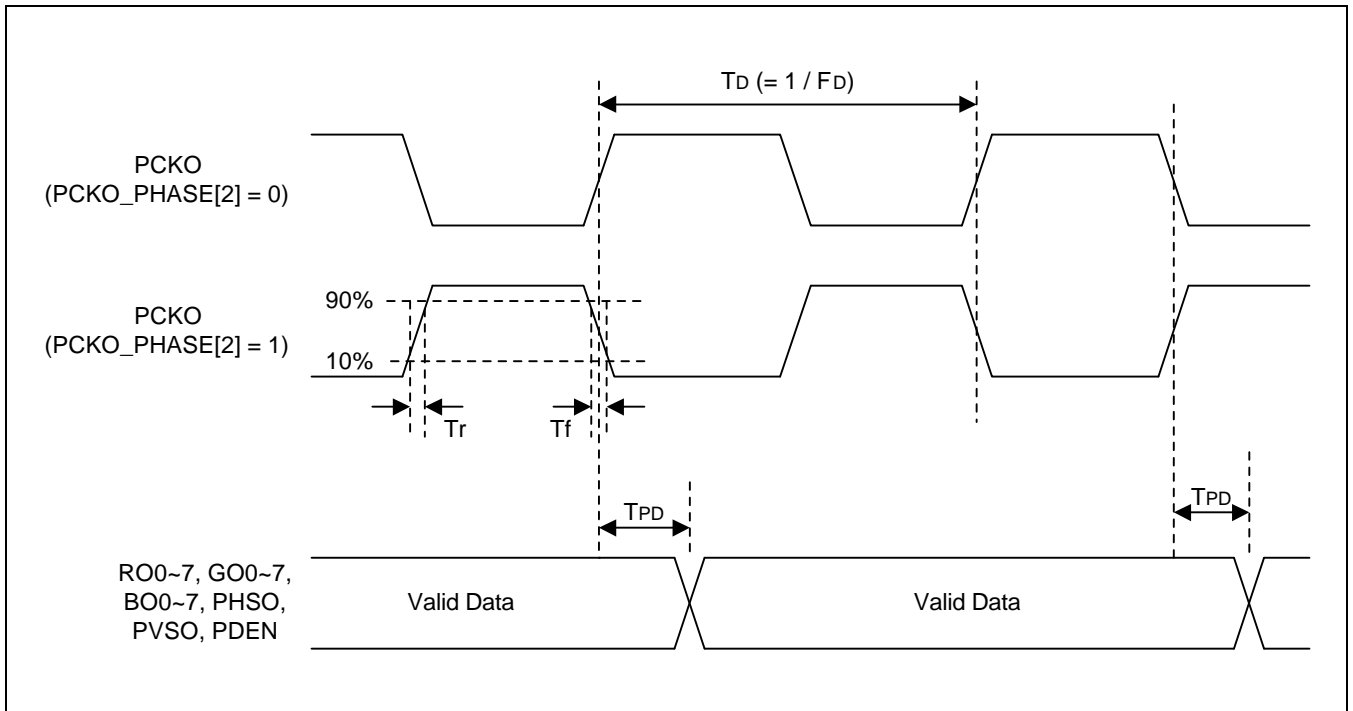 TD (= 1 / FD)
PCKO
(PCKO_PHASE[2] = 0)
PCKO
(PCKO_PHASE[2] = 1)
90%
10%
Tr
Tf
TPD
TPD
RO0~7, GO0~7,
BO0~7, PHSO,
PVSO, PDEN
Valid Data
Valid Data